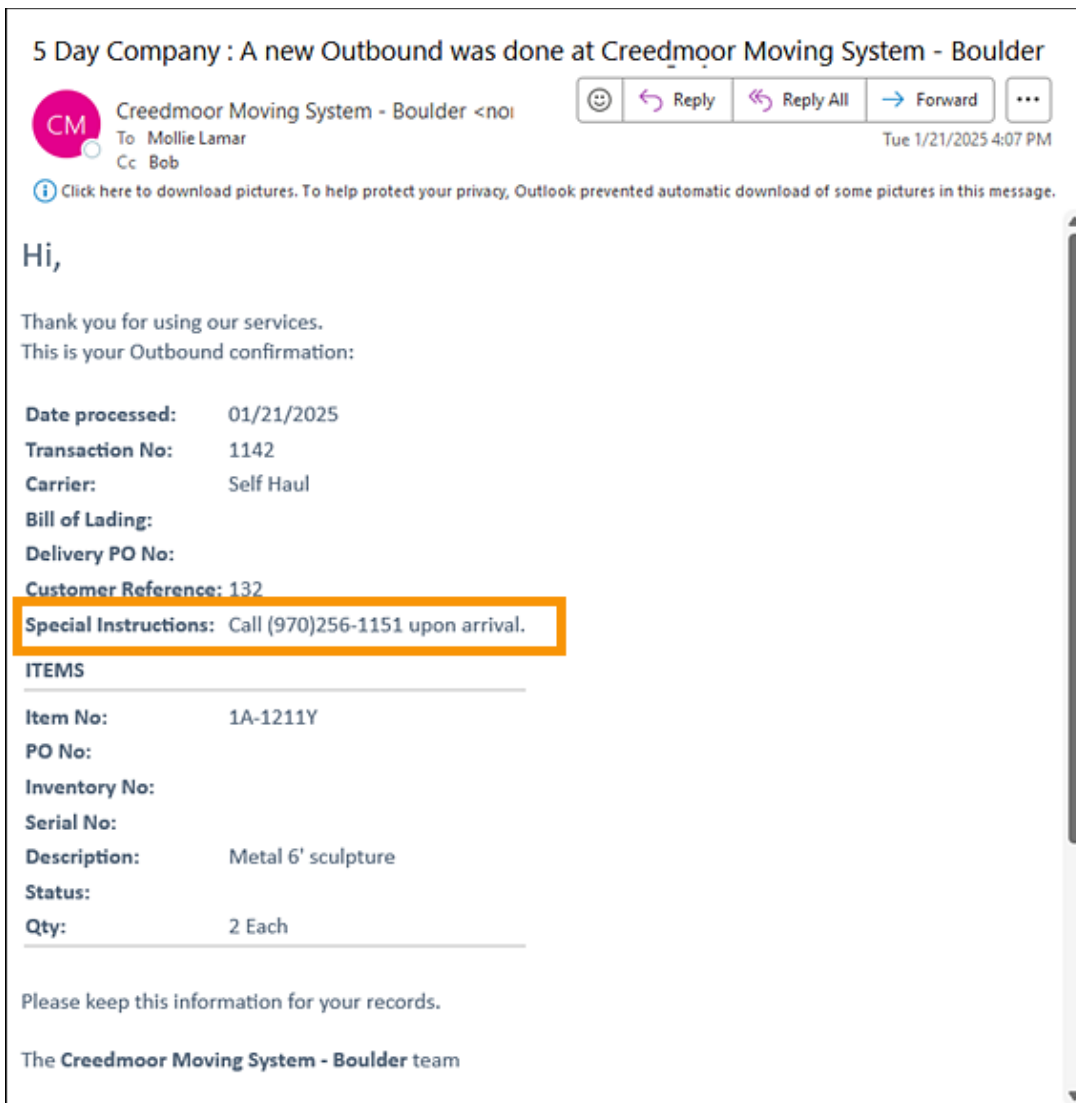 5 Day Company : A new Outbound was done at Creedmoor Moving System - Boulder
CM
Creedmoor Moving System - Boulder
To Mollie Lamar
Cc Bob
Reply
Reply All
Forward
Tue 1/21/2025 4:07 PM
Click here to download pictures. To help protect your privacy, Outlook prevented automatic download of some pictures in this message.
Hi,
Thank you for using our services.
This is your Outbound confirmation:
Date processed: 01/21/2025
Transaction No: 1142
Carrier: Self Haul
Bill of Lading:
Delivery PO No:
Customer Reference: 132
Special Instructions: Call (970)256-1151 upon arrival.
ITEMS
Item No: 1A-1211Y
PO No:
Inventory No:
Serial No:
Description: Metal 6' sculpture
Status:
Qty: 2 Each
Please keep this information for your records.
The Creedmoor Moving System - Boulder team